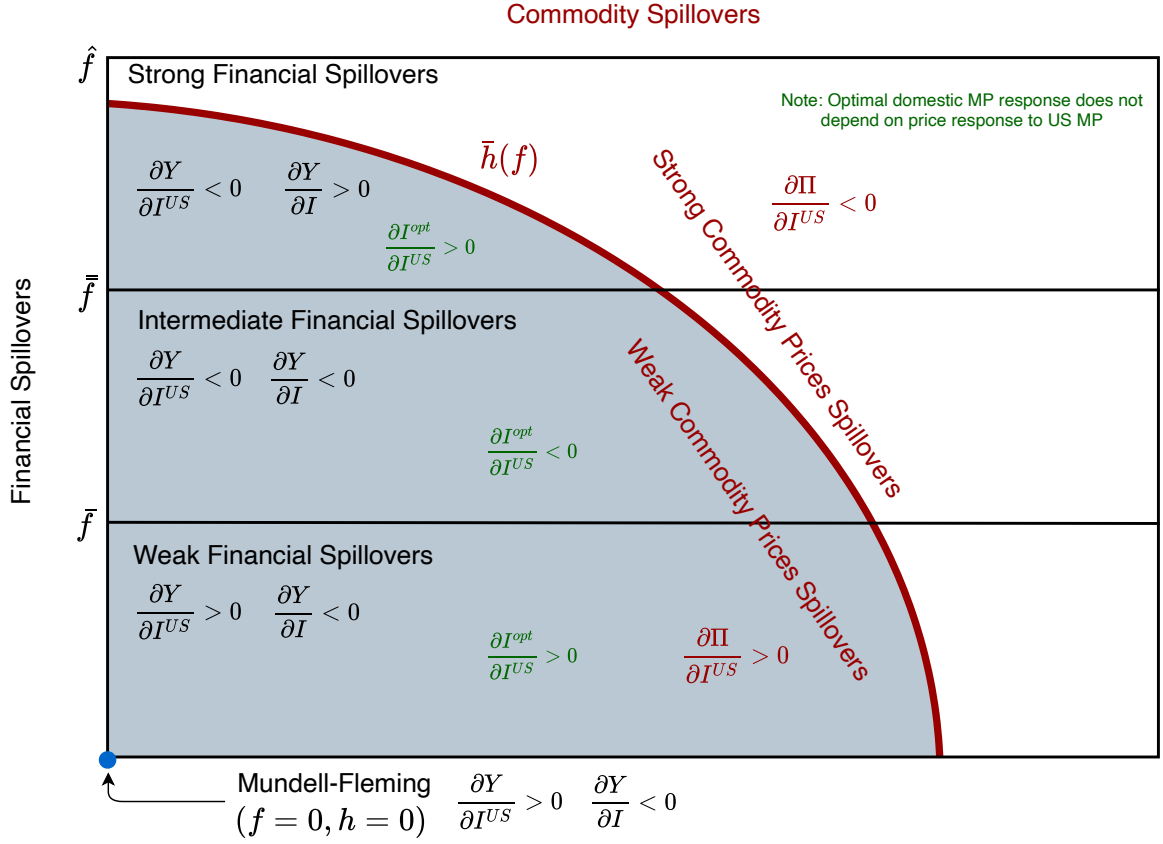 Commodity Spillovers
f̂
Strong Financial Spillovers
Note: Optimal domestic MP response does not
depend on price response to US MP
h̄(f)
∂Y/∂I^{US} < 0  ∂Y/∂I > 0
∂Π/∂I^{US} < 0
∂I^{opt}/∂I^{US} > 0
Strong Commodity Prices Spillovers
f̿
Intermediate Financial Spillovers
∂Y/∂I^{US} < 0  ∂Y/∂I < 0
Weak Commodity Prices Spillovers
∂I^{opt}/∂I^{US} < 0
Financial Spillovers
f̄
Weak Financial Spillovers
∂Y/∂I^{US} > 0  ∂Y/∂I < 0
∂I^{opt}/∂I^{US} > 0
∂Π/∂I^{US} > 0
Mundell-Fleming
(f = 0, h = 0)
∂Y/∂I^{US} > 0  ∂Y/∂I < 0